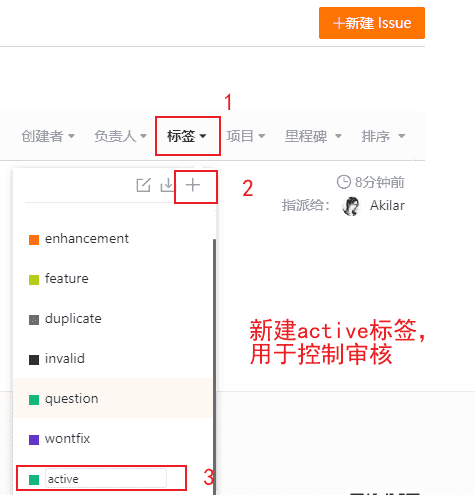 +新建 Issue
1
创建者 负责人 标签 项目 里程碑 排序
2
8分钟前
指派给： Akilar
enhancement
feature
duplicate
invalid
question
wontfix
active
3
新建active标签，
用于控制审核